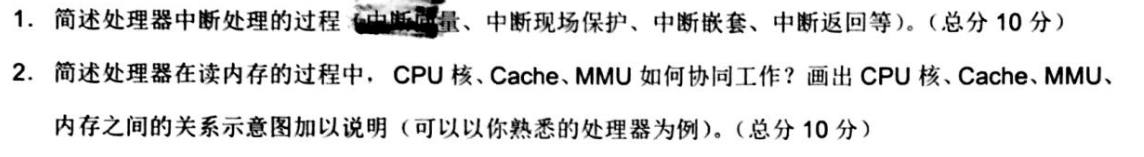 1. 简述处理器中断处理的过程（中断向量、中断现场保护、中断嵌套、中断返回等）。（总分 10 分）
2. 简述处理器在读内存的过程中，CPU 核、Cache、MMU 如何协同工作？画出 CPU 核、Cache、MMU、
内存之间的关系示意图加以说明（可以以你熟悉的处理器为例）。（总分 10 分）